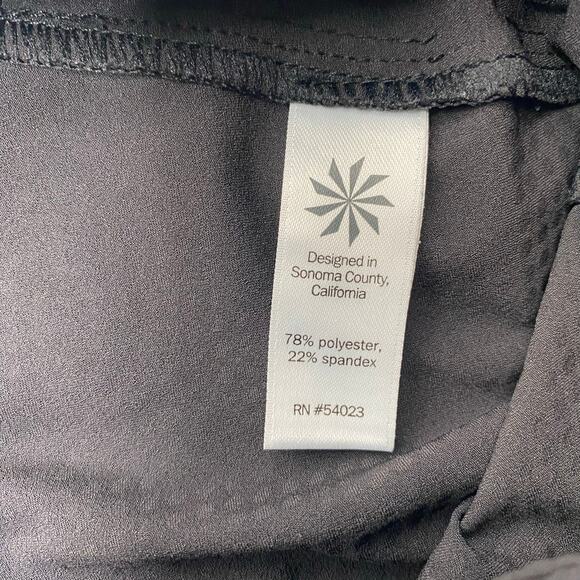 Designed in
Sonoma County,
California
78% polyester,
22% spandex
RN #54023